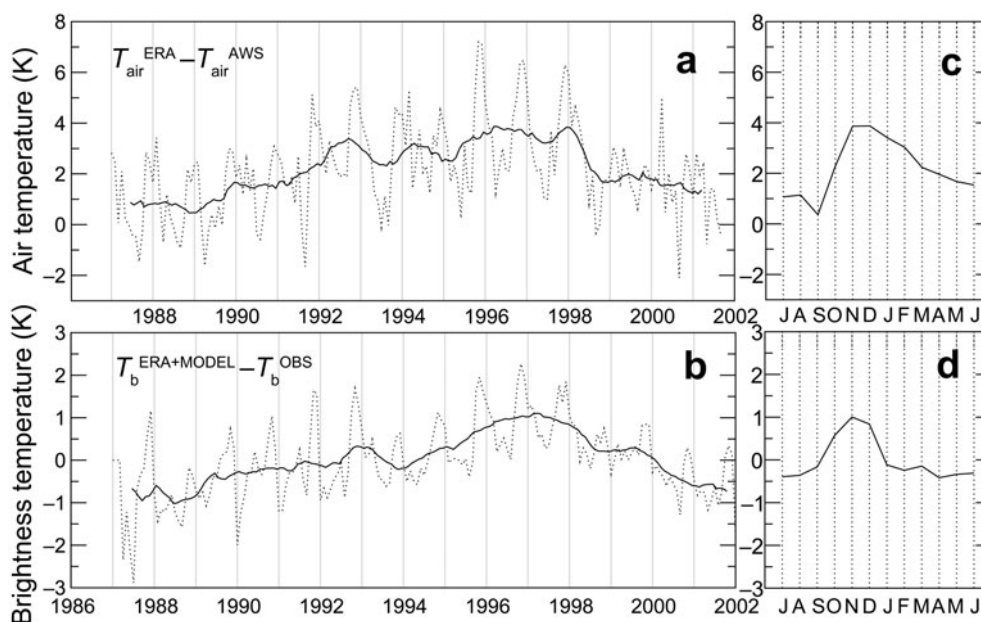 Air temperature (K)
8
6
4
2
0
–2
T_air^ERA – T_air^AWS
a
1988 1990 1992 1994 1996 1998 2000 2002
8
6
4
2
0
–2
c
J A S O N D J F M A M J
Brightness temperature (K)
3
2
1
0
–1
–2
–3
T_b^ERA+MODEL – T_b^OBS
b
1986 1988 1990 1992 1994 1996 1998 2000 2002
3
2
1
0
–1
–2
–3
d
J A S O N D J F M A M J